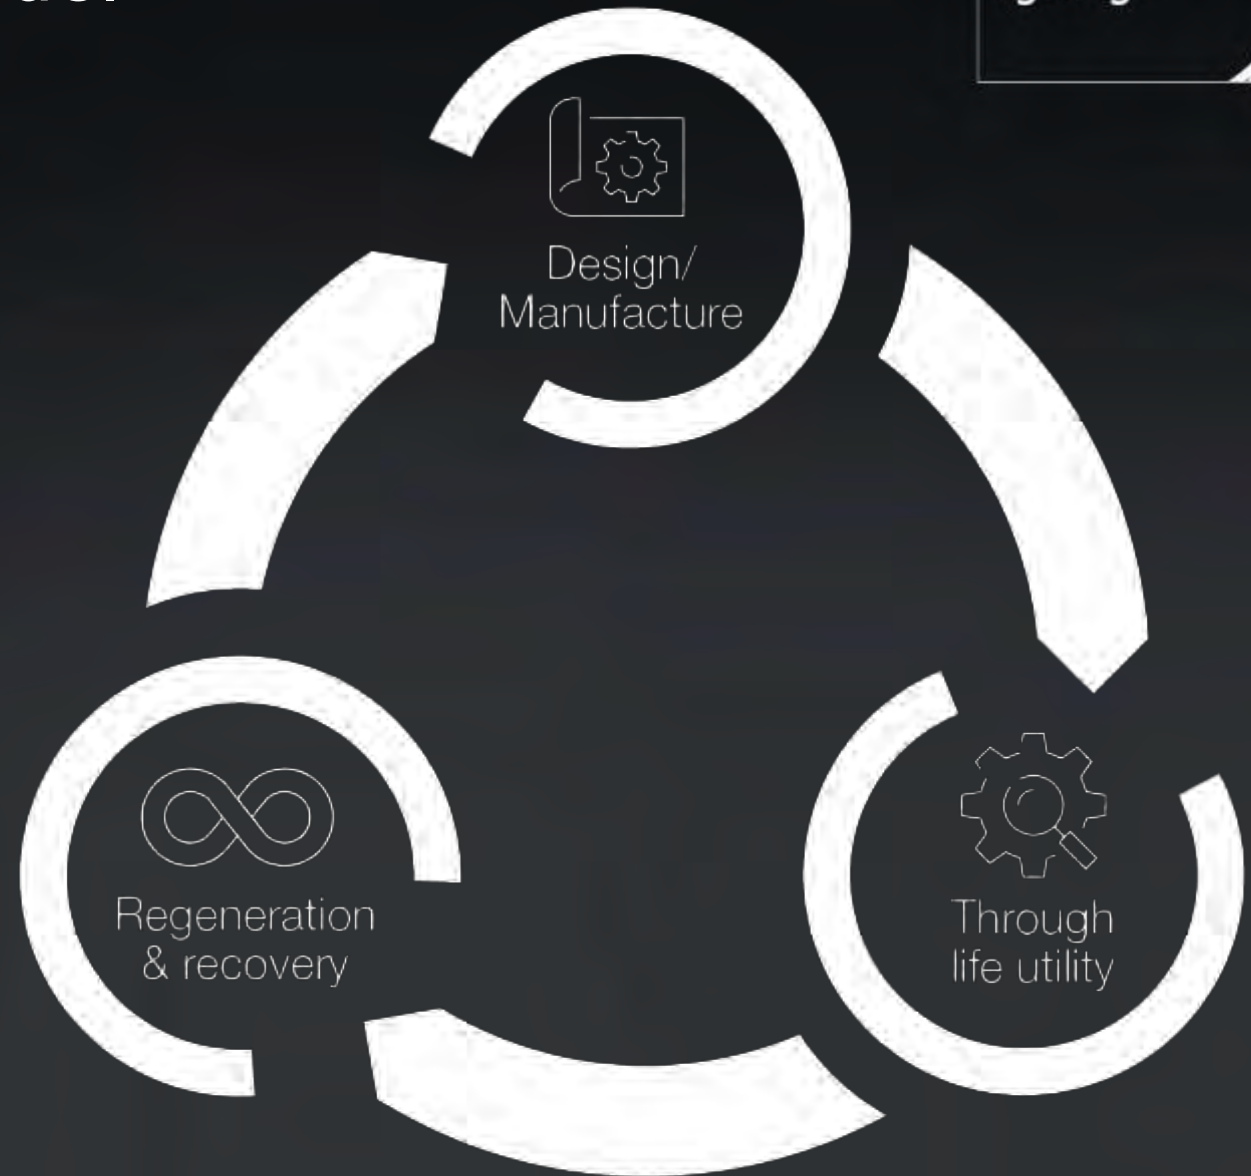 Design/
Manufacture
Regeneration
& recovery
Through
life utility